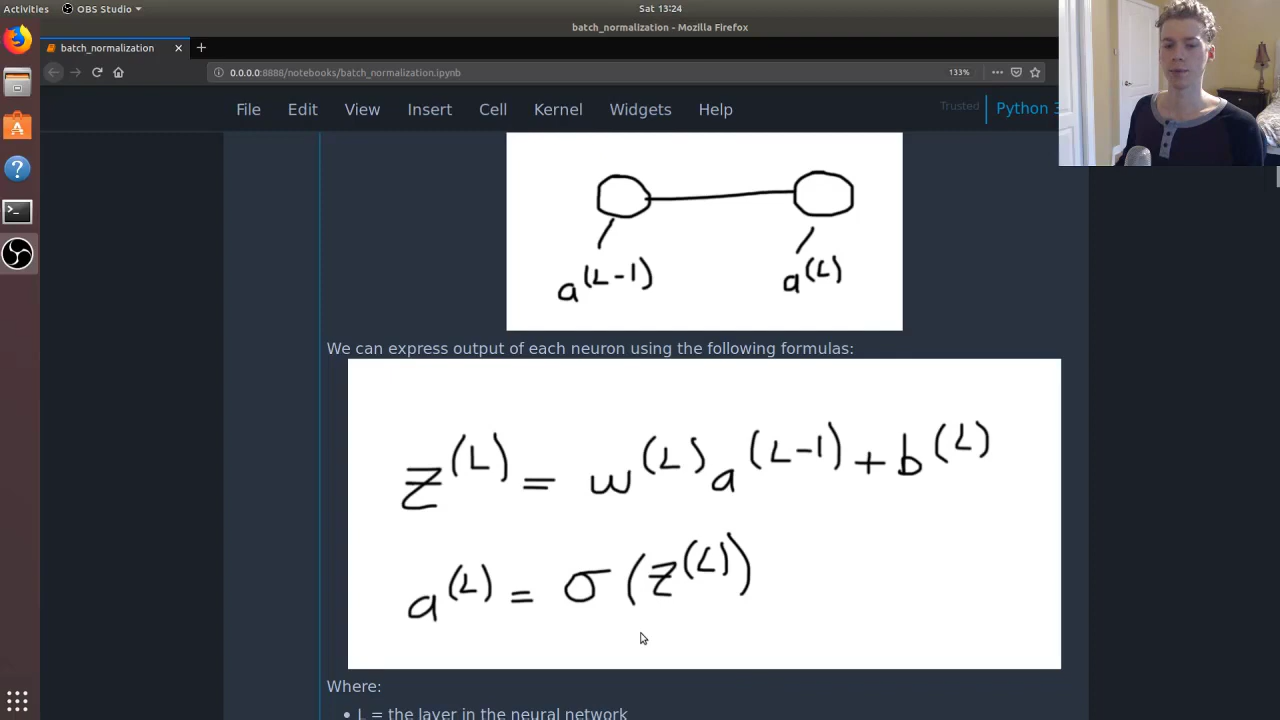 Activities OBS Studio Sat 13:24
batch_normalization - Mozilla Firefox
batch_normalization
0.0.0.0:8888/notebooks/batch_normalization.ipynb 133%
File Edit View Insert Cell Kernel Widgets Help Trusted Python 3
a^(L-1) a^(L)
We can express output of each neuron using the following formulas:
z^(L) = w^(L) a^(L-1) + b^(L)
a^(L) = σ(z^(L))
Where:
• L = the layer in the neural network